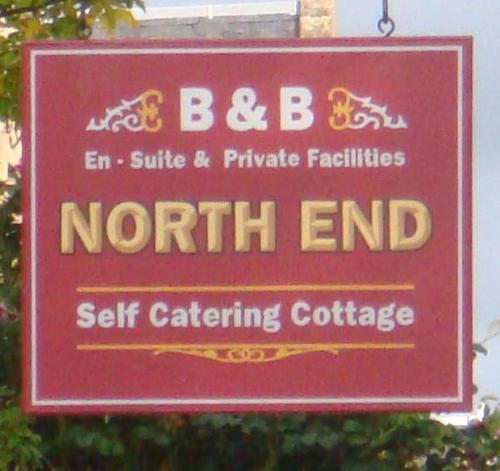 B & B
En - Suite & Private Facilities
NORTH END
Self Catering Cottage